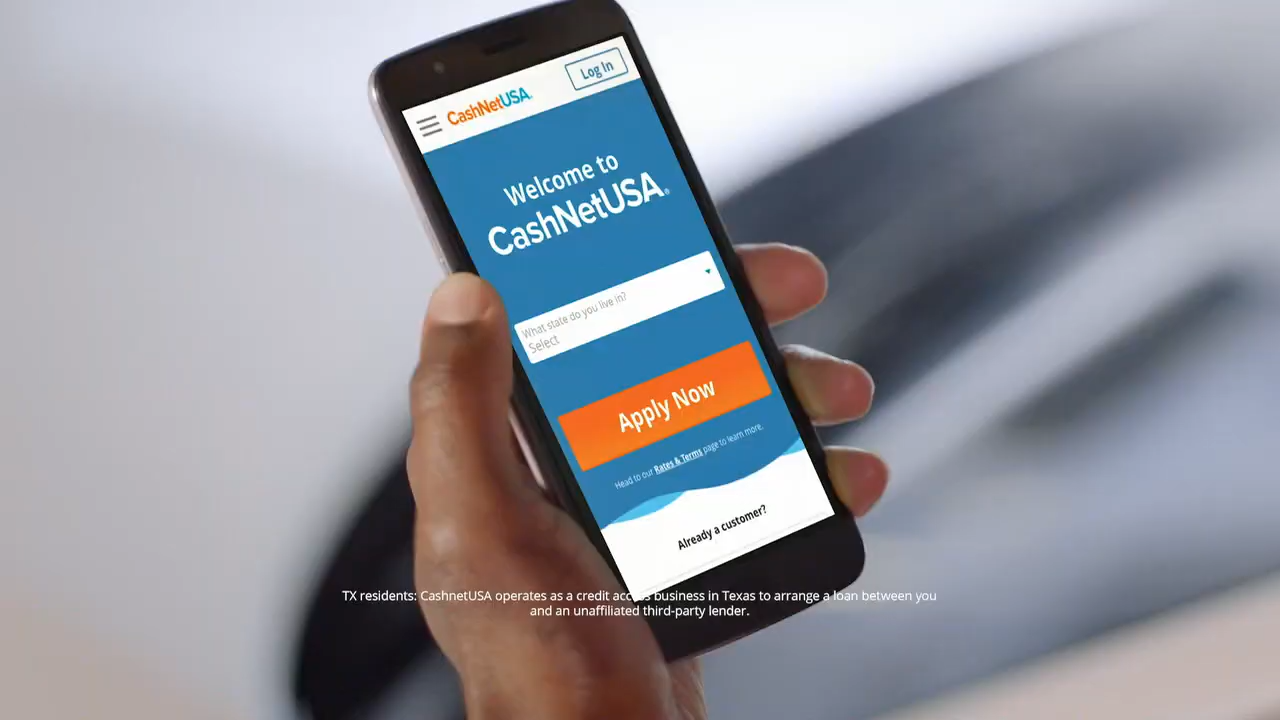 CashNetUSA
Log In
Welcome to
CashNetUSA®
What state do you live in?
Select
Apply Now
Head to our Rates & Terms page to learn more.
Already a customer?
TX residents: CashnetUSA operates as a credit access business in Texas to arrange a loan between you
and an unaffiliated third-party lender.